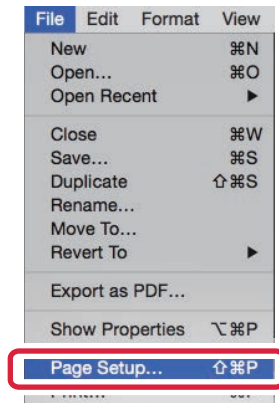 File Edit Format View
New ⌘N
Open... ⌘O
Open Recent ▶
Close ⌘W
Save... ⌘S
Duplicate ⇧⌘S
Rename...
Move To...
Revert To ▶
Export as PDF...
Show Properties ⌥⌘P
Page Setup... ⇧⌘P